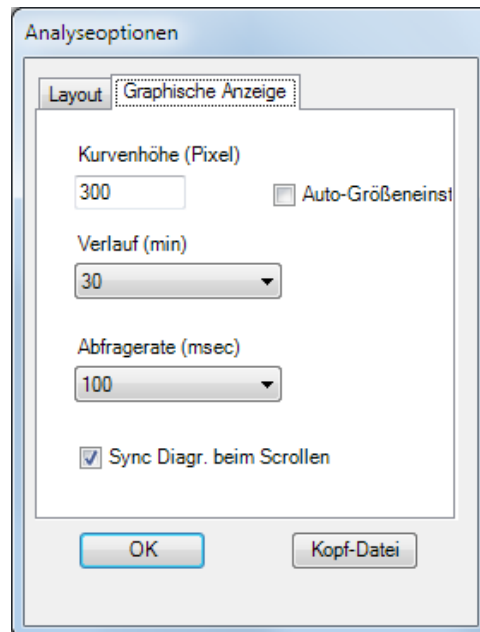 Analyseoptionen
Layout
Graphische Anzeige
Kurvenhöhe (Pixel)
300
Auto-Größeneinst
Verlauf (min)
30
Abfragerate (msec)
100
Sync Diagr. beim Scrollen
OK
Kopf-Datei